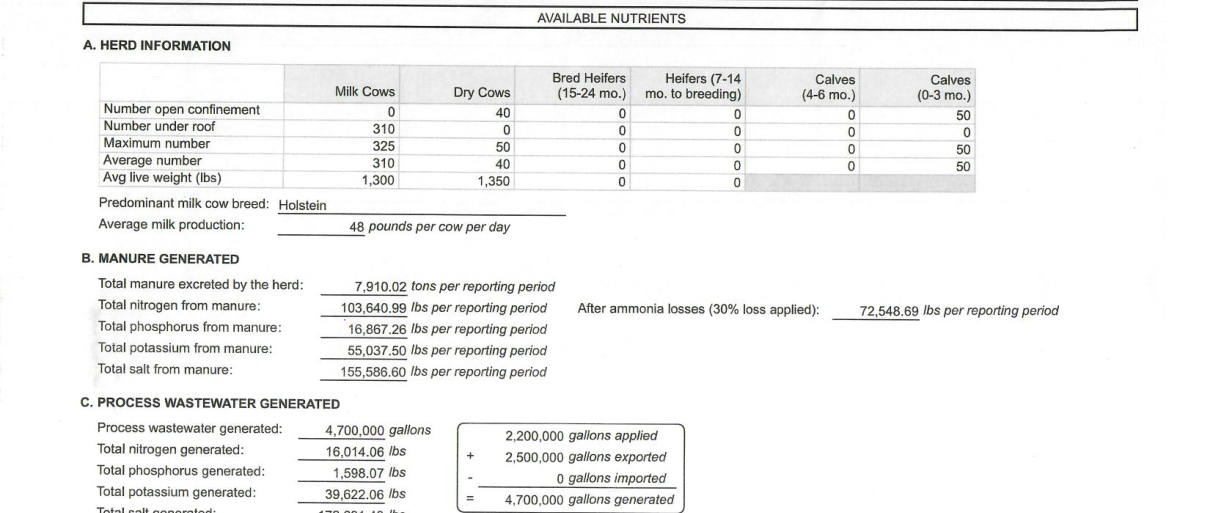 AVAILABLE NUTRIENTS
A. HERD INFORMATION
Milk Cows Dry Cows Bred Heifers (15-24 mo.) Heifers (7-14 mo. to breeding) Calves (4-6 mo.) Calves (0-3 mo.)
Number open confinement 0 40 0 0 0 50
Number under roof 310 0 0 0 0 0
Maximum number 325 50 0 0 0 50
Average number 310 40 0 0 0 50
Avg live weight (lbs) 1,300 1,350 0 0
Predominant milk cow breed: Holstein
Average milk production: 48 pounds per cow per day
B. MANURE GENERATED
Total manure excreted by the herd: 7,910.02 tons per reporting period
Total nitrogen from manure: 103,640.99 lbs per reporting period After ammonia losses (30% loss applied): 72,548.69 lbs per reporting period
Total phosphorus from manure: 16,867.26 lbs per reporting period
Total potassium from manure: 55,037.50 lbs per reporting period
Total salt from manure: 155,586.60 lbs per reporting period
C. PROCESS WASTEWATER GENERATED
Process wastewater generated: 4,700,000 gallons 2,200,000 gallons applied
Total nitrogen generated: 16,014.06 lbs + 2,500,000 gallons exported
Total phosphorus generated: 1,598.07 lbs - 0 gallons imported
Total potassium generated: 39,622.06 lbs = 4,700,000 gallons generated
Total salt generated: